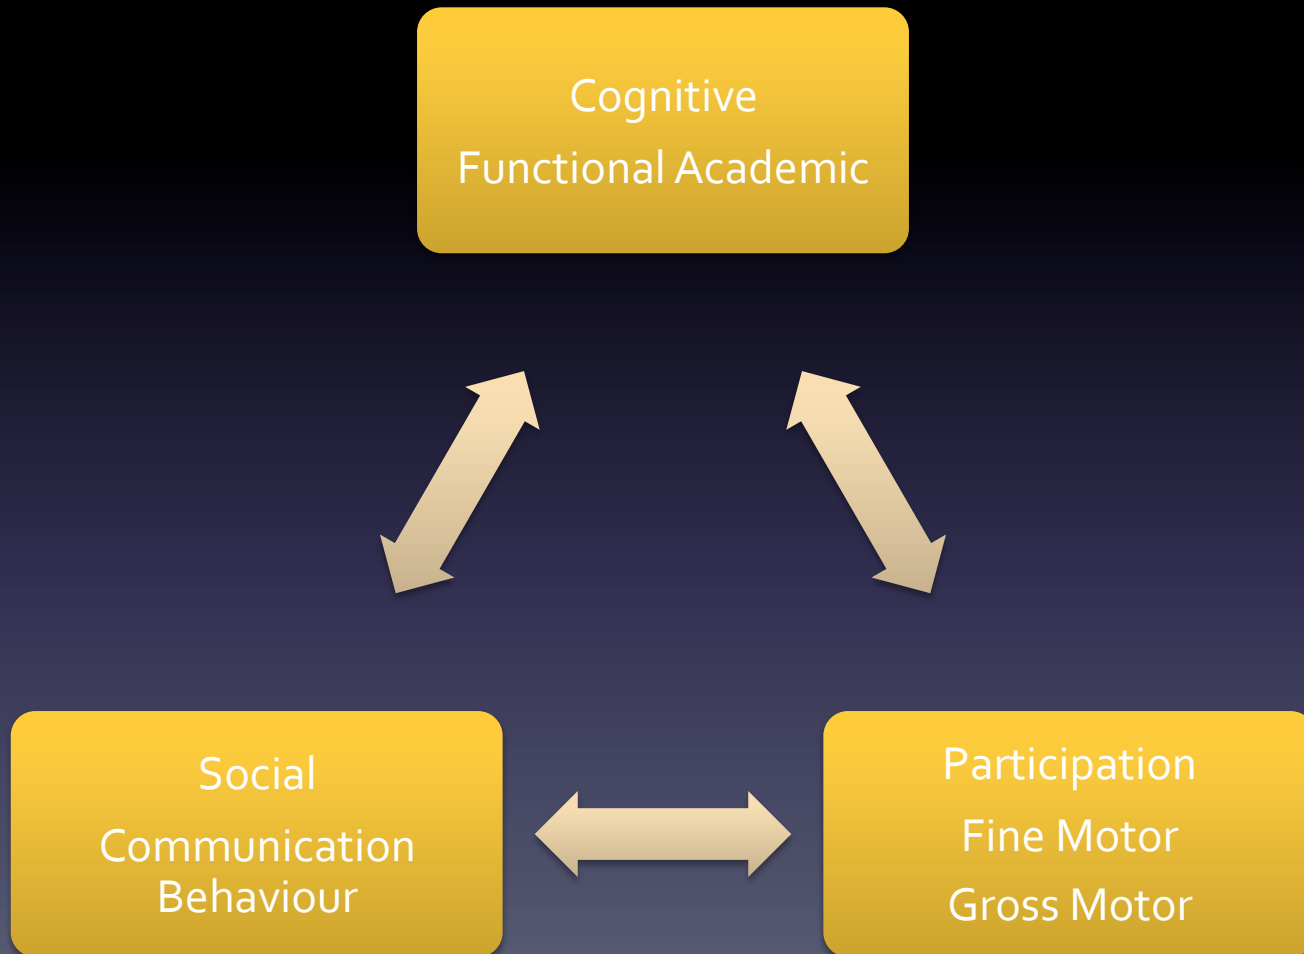 Cognitive
Functional Academic
Social
Communication
Behaviour
Participation
Fine Motor
Gross Motor